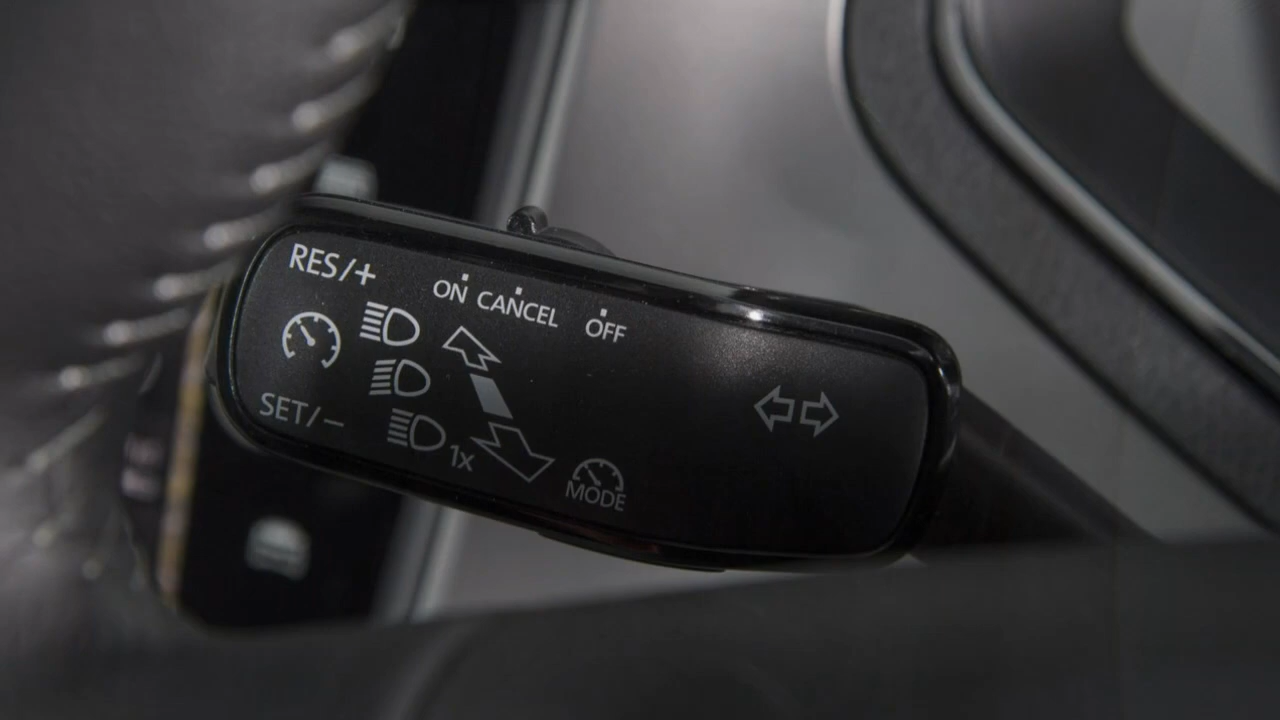 RES/+
ON CANCEL OFF
SET/−
1x
MODE